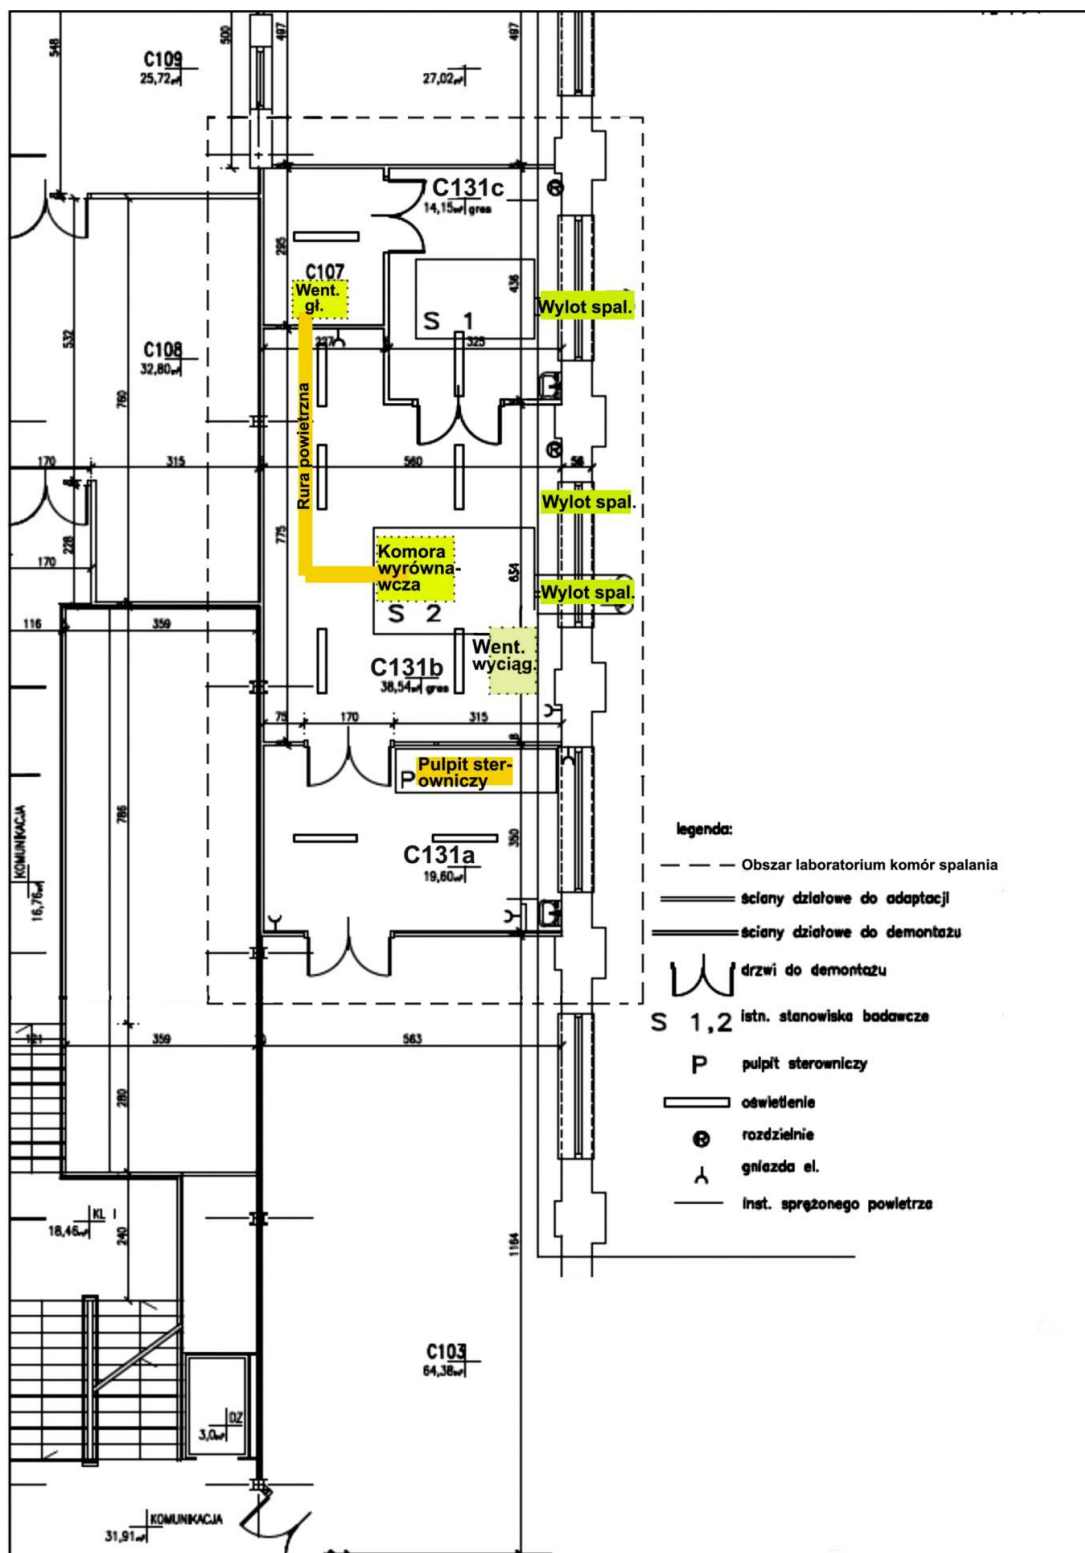 548
500
497
497
C109
25,72m²
27,02m²
C131c
14,15m² gres
®
295
C107
Went.
gł.
436
Wylot spal.
S 1
532
C108
32,80m²
227
325
760
Rura powietrzna
®
170
315
560
56
Wylot spal.
775
228
Komora
wyrówna-
wcza
654
170
Wylot spal.
S 2
116
359
Went.
wyciąg.
C131b
38,54m² gres
75
170
315
8
Pulpit ster-
owniczy
P
786
KOMUNIKACJA
16,76m²
350
C131a
19,60m²
121
359
563
280
KL I
18,46m²
240
1164
C103
64,38m²
DZ
3,0m²
KOMUNIKACJA
31,91m²
legenda:
Obszar laboratorium komór spalania
ściany działowe do adaptacji
ściany działowe do demontażu
drzwi do demontażu
S 1,2 istn. stanowiska badawcze
P pulpit sterowniczy
oświetlenie
® rozdzielnie
gniazda el.
inst. sprężonego powietrza